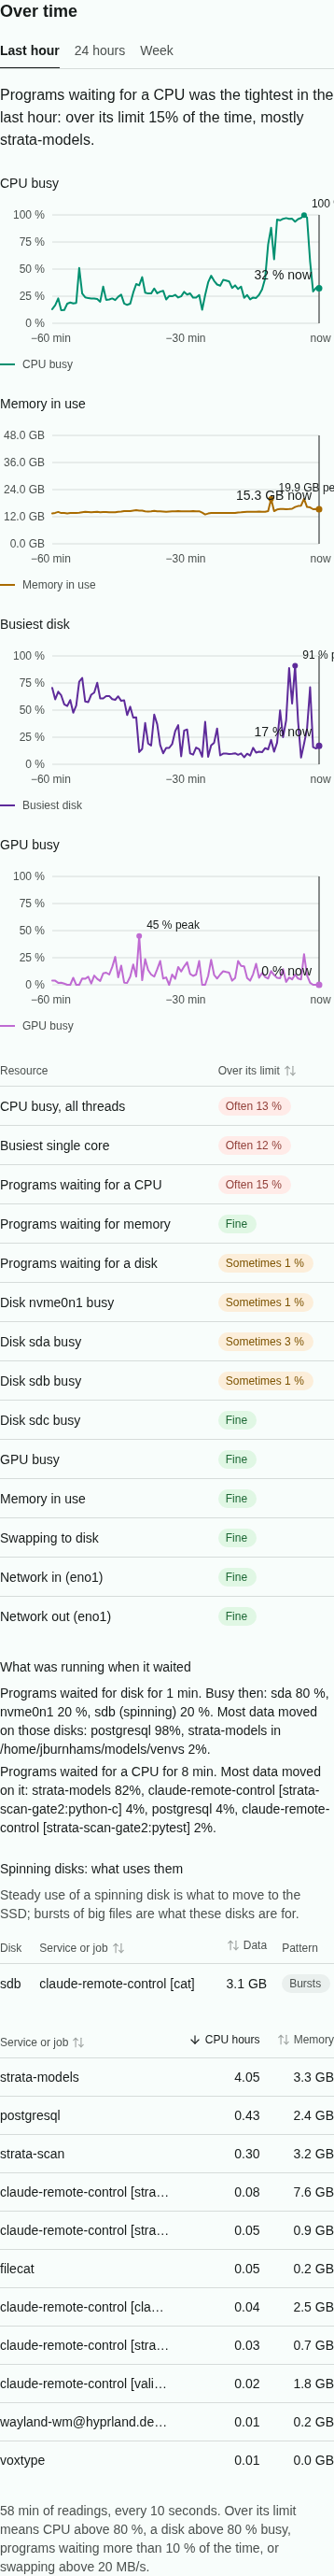 Over time
Last hour 24 hours Week
Programs waiting for a CPU was the tightest in the
last hour: over its limit 15% of the time, mostly
strata-models.
CPU busy
100
100 %
75 %
50 %
32 % now
25 %
0 %
−60 min −30 min now
CPU busy
Memory in use
48.0 GB
36.0 GB
24.0 GB
19.9 GB pe
15.3 GB now
12.0 GB
0.0 GB
−60 min −30 min now
Memory in use
Busiest disk
100 %
91 % p
75 %
50 %
25 %
17 % now
0 %
−60 min −30 min now
Busiest disk
GPU busy
100 %
75 %
50 %
45 % peak
25 %
0 % now
0 %
−60 min −30 min now
GPU busy
Resource Over its limit
CPU busy, all threads Often 13 %
Busiest single core Often 12 %
Programs waiting for a CPU Often 15 %
Programs waiting for memory Fine
Programs waiting for a disk Sometimes 1 %
Disk nvme0n1 busy Sometimes 1 %
Disk sda busy Sometimes 3 %
Disk sdb busy Sometimes 1 %
Disk sdc busy Fine
GPU busy Fine
Memory in use Fine
Swapping to disk Fine
Network in (eno1) Fine
Network out (eno1) Fine
What was running when it waited
Programs waited for disk for 1 min. Busy then: sda 80 %,
nvme0n1 20 %, sdb (spinning) 20 %. Most data moved
on those disks: postgresql 98%, strata-models in
/home/jburnhams/models/venvs 2%.
Programs waited for a CPU for 8 min. Most data moved
on it: strata-models 82%, claude-remote-control [strata-
scan-gate2:python-c] 4%, postgresql 4%, claude-remote-
control [strata-scan-gate2:pytest] 2%.
Spinning disks: what uses them
Steady use of a spinning disk is what to move to the
SSD; bursts of big files are what these disks are for.
Disk Service or job Data Pattern
sdb claude-remote-control [cat] 3.1 GB Bursts
Service or job CPU hours Memory
strata-models 4.05 3.3 GB
postgresql 0.43 2.4 GB
strata-scan 0.30 3.2 GB
claude-remote-control [stra… 0.08 7.6 GB
claude-remote-control [stra… 0.05 0.9 GB
filecat 0.05 0.2 GB
claude-remote-control [cla… 0.04 2.5 GB
claude-remote-control [stra… 0.03 0.7 GB
claude-remote-control [vali… 0.02 1.8 GB
wayland-wm@hyprland.de… 0.01 0.2 GB
voxtype 0.01 0.0 GB
58 min of readings, every 10 seconds. Over its limit
means CPU above 80 %, a disk above 80 % busy,
programs waiting more than 10 % of the time, or
swapping above 20 MB/s.